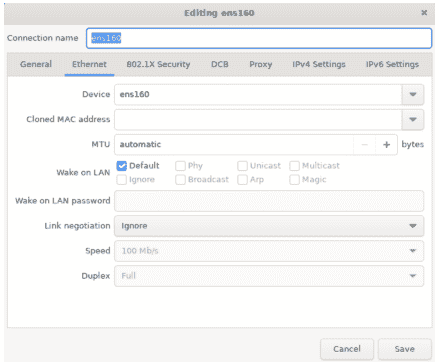 Editing ens160
Connection name ens160
General Ethernet 802.1X Security DCB Proxy IPv4 Settings IPv6 Settings
Device ens160
Cloned MAC address
MTU automatic bytes
Wake on LAN Default Phy Unicast Multicast
Ignore Broadcast Arp Magic
Wake on LAN password
Link negotiation Ignore
Speed 100 Mb/s
Duplex Full
Cancel Save